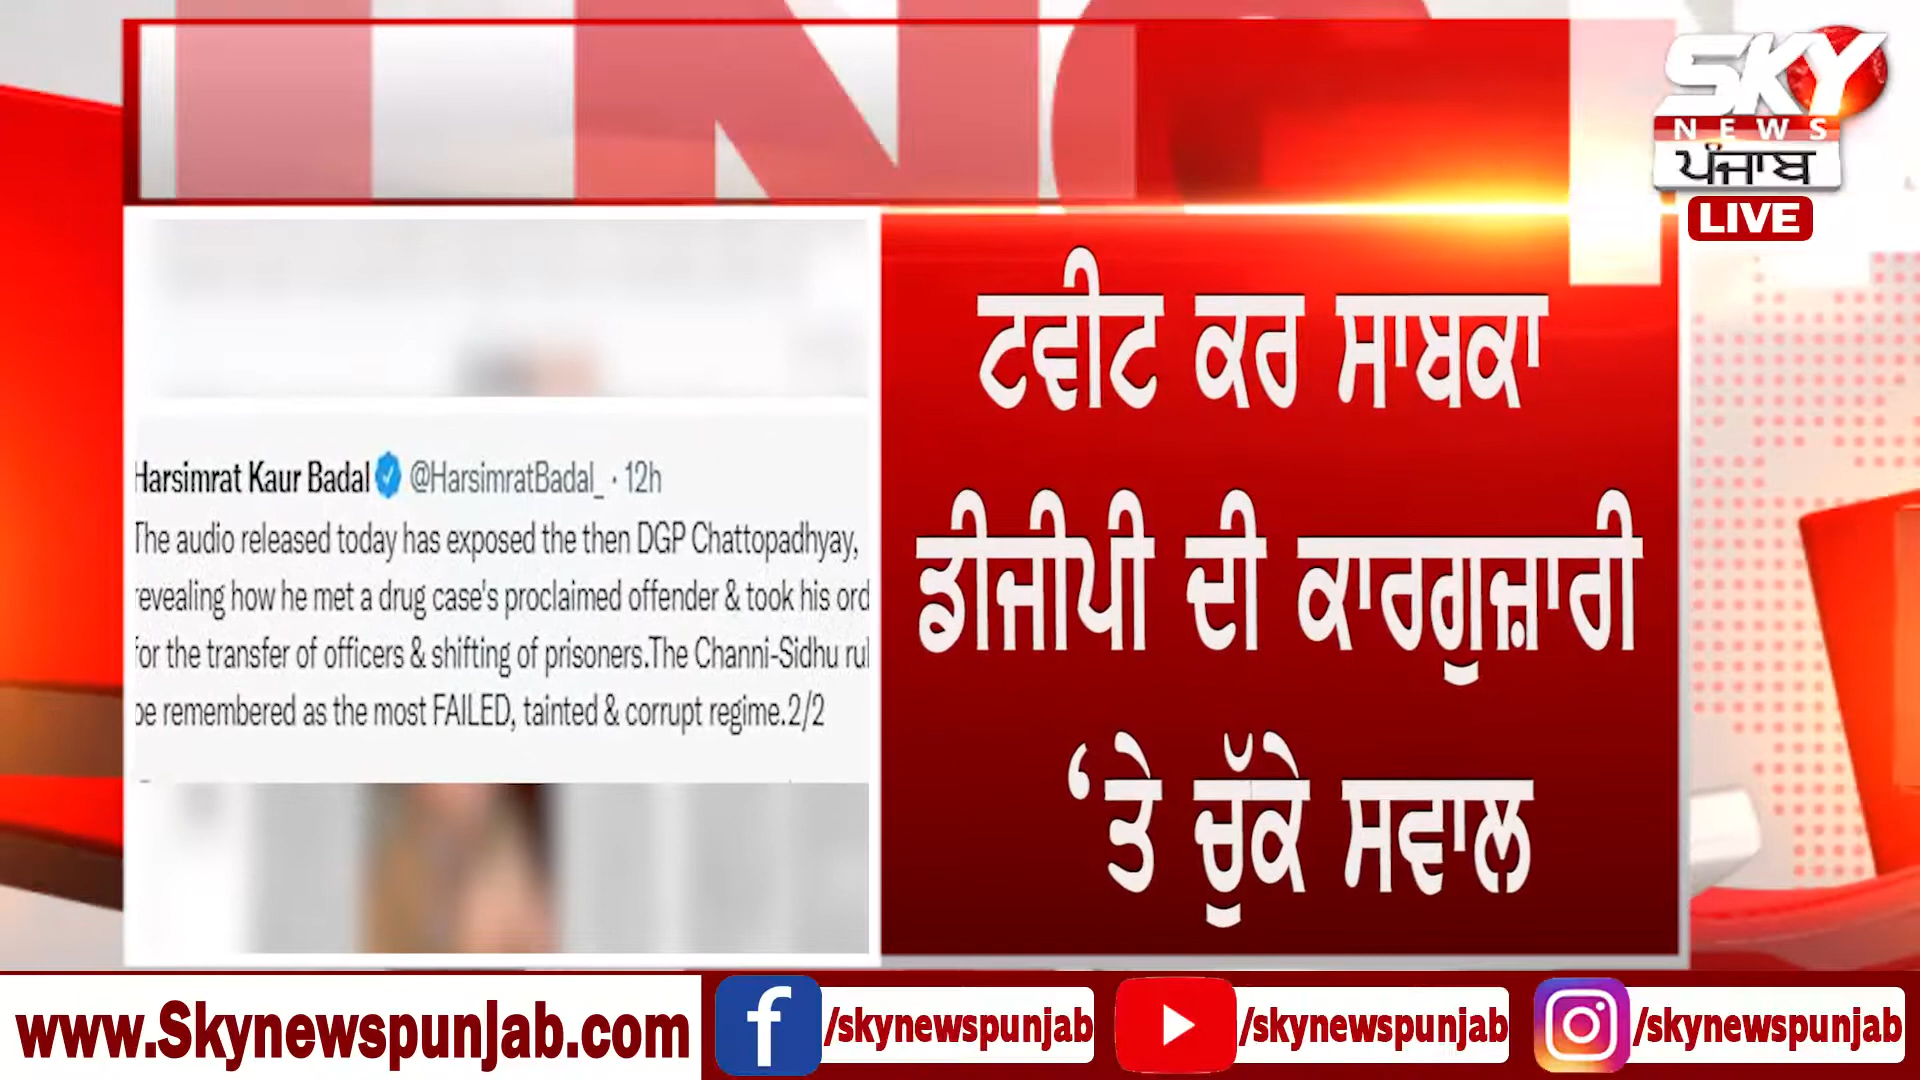 SKY
NEWS
ਪੰਜਾਬ
LIVE
Harsimrat Kaur Badal @HarsimratBadal_ · 12h
The audio released today has exposed the then DGP Chattopadhyay,
revealing how he met a drug case's proclaimed offender & took his ord
for the transfer of officers & shifting of prisoners.The Channi-Sidhu rul
be remembered as the most FAILED, tainted & corrupt regime.2/2
ਟਵੀਟ ਕਰ ਸਾਬਕਾ
ਡੀਜੀਪੀ ਦੀ ਕਾਰਗੁਜ਼ਾਰੀ
‘ਤੇ ਚੁੱਕੇ ਸਵਾਲ
www.SkynewspunJab.com
/skynewspunjab
/skynewspunjab
/skynewspunjab